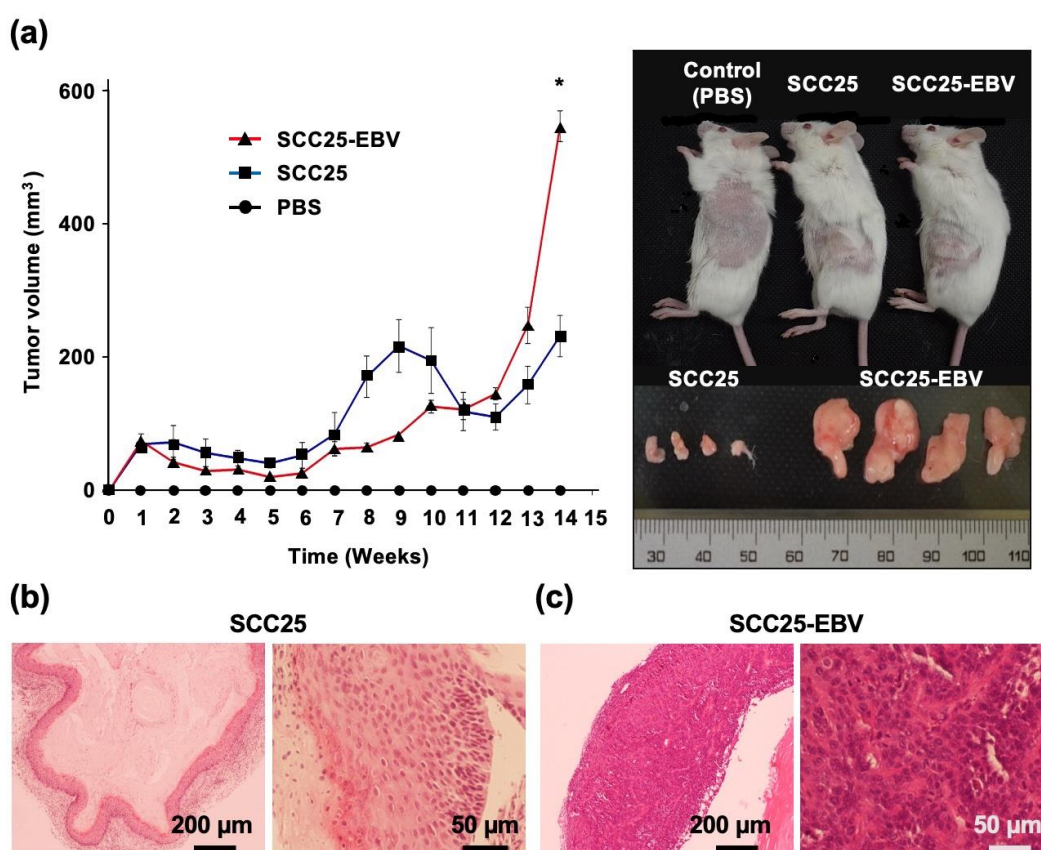 (a)
600
400
200
0
Tumor volume (mm³)
SCC25-EBV
SCC25
PBS
*
0 1 2 3 4 5 6 7 8 9 10 11 12 13 14 15
Time (Weeks)
Control
(PBS)
SCC25
SCC25-EBV
SCC25
SCC25-EBV
30 40 50 60 70 80 90 100 110
(b)
SCC25
200 µm
50 µm
(c)
SCC25-EBV
200 µm
50 µm